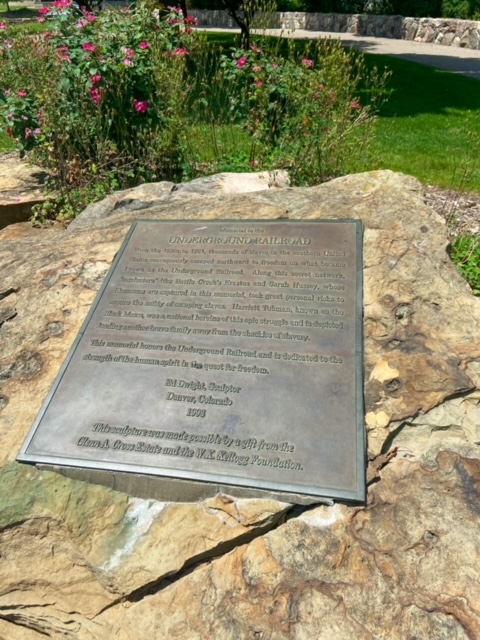 Memorial to the
UNDERGROUND RAILROAD
From the 1830s to 1861, thousands of slaves in the southern United
States courageously escaped northward to freedom on what became
known as the Underground Railroad. Along this secret network,
"conductors" like Battle Creek's Erastus and Sarah Hussey, whose
likenesses are captured in this memorial, took great personal risks to
ensure the safety of escaping slaves. Harriett Tubman, known as the
Black Moses, was a national heroine of this epic struggle and is depicted
leading another brave family away from the shackles of slavery.
This memorial honors the Underground Railroad and is dedicated to the
strength of the human spirit in the quest for freedom.
Ed Dwight, Sculptor
Denver, Colorado
1993
This sculpture was made possible by a gift from the
Glenn A. Cross Estate and the W.K. Kellogg Foundation.